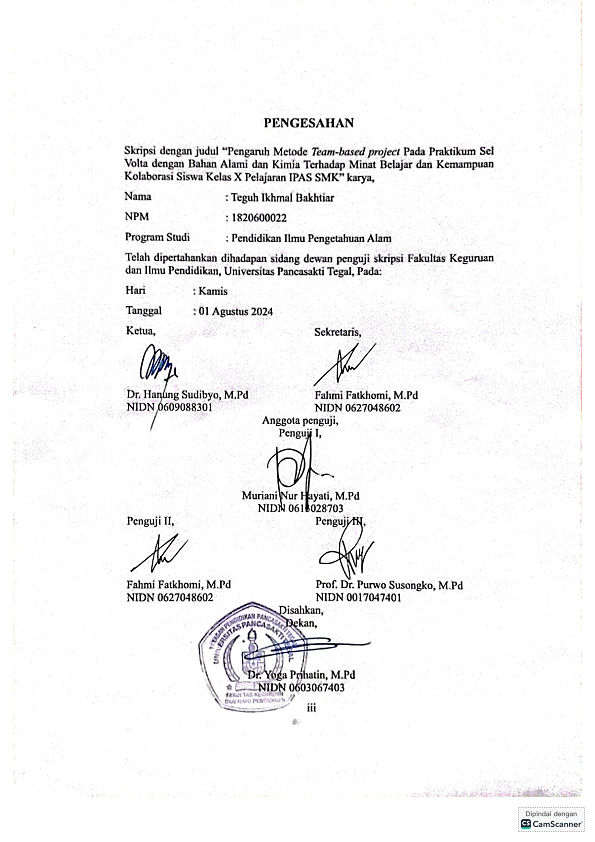 PENGESAHAN
Skripsi dengan judul “Pengaruh Metode Team-based project Pada Praktikum Sel
Volta dengan Bahan Alami dan Kimia Terhadap Minat Belajar dan Kemampuan
Kolaborasi Siswa Kelas X Pelajaran IPAS SMK” karya,
Nama : Teguh Ikhmal Bakhtiar
NPM : 1820600022
Program Studi : Pendidikan Ilmu Pengetahuan Alam
Telah dipertahankan dihadapan sidang dewan penguji skripsi Fakultas Keguruan
dan Ilmu Pendidikan, Universitas Pancasakti Tegal, Pada:
Hari : Kamis
Tanggal : 01 Agustus 2024
Ketua, Sekretaris,
Dr. Hanung Sudibyo, M.Pd Fahmi Fatkhomi, M.Pd
NIDN 0609088301 NIDN 0627048602
Anggota penguji,
Penguji I,
Muriani Nur Hayati, M.Pd
NIDN
Penguji II, Penguji III,
Fahmi Fatkhomi, M.Pd Prof. Dr. Purwo Susongko, M.Pd
NIDN 0627048602 NIDN 0017047401
Disahkan,
Dekan,
YAYASAN PENDIDIKAN PANCASAKTI TEGAL
UNIVERSITAS PANCASAKTI TEGAL
FAKULTAS KEGURUAN
DAN ILMU PENDIDIKAN
Dr. Yoga Prihatin, M.Pd
NIDN 0603067403
iii
Dipindai dengan
CS CamScanner